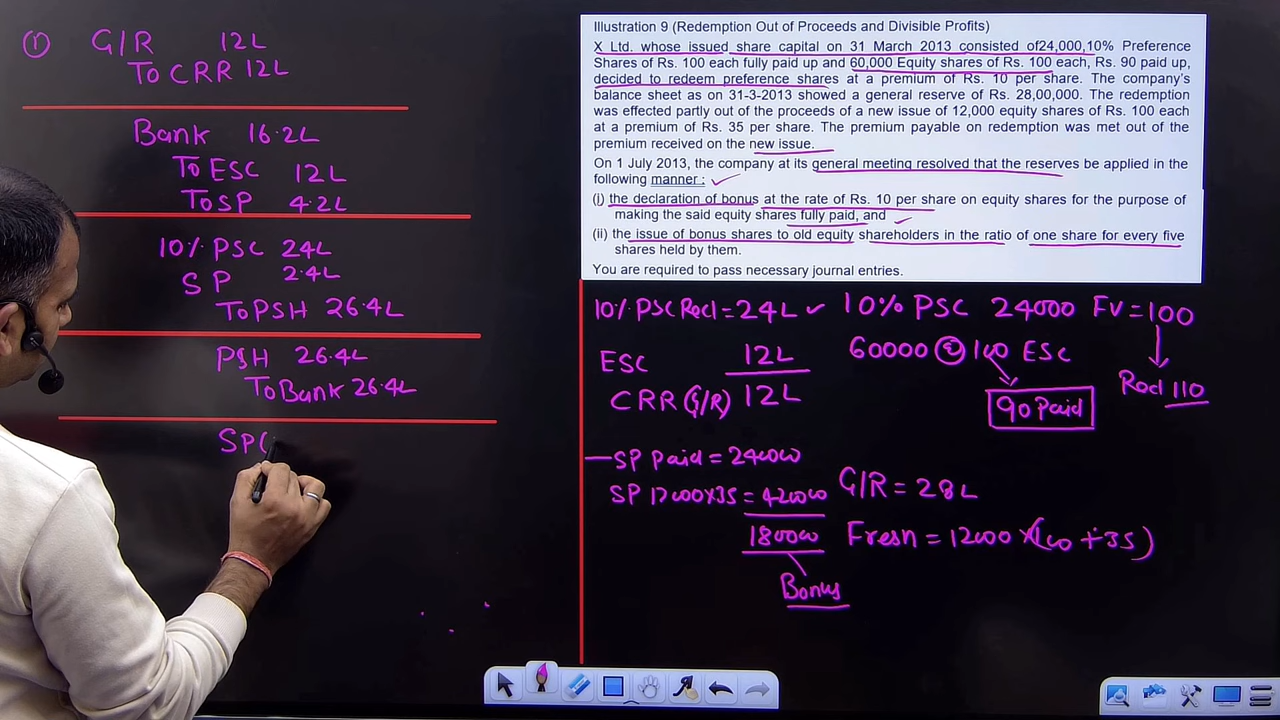 ① G/R 12L
To CRR 12L
Bank 16.2L
To ESC 12L
To SP 4.2L
10% PSC 24L
SP 2.4L
To PSH 26.4L
PSH 26.4L
To Bank 26.4L
SPC
Illustration 9 (Redemption Out of Proceeds and Divisible Profits)
X Ltd. whose issued share capital on 31 March 2013 consisted of24,000,10% Preference
Shares of Rs. 100 each fully paid up and 60,000 Equity shares of Rs. 100 each, Rs. 90 paid up,
decided to redeem preference shares at a premium of Rs. 10 per share. The company's
balance sheet as on 31-3-2013 showed a general reserve of Rs. 28,00,000. The redemption
was effected partly out of the proceeds of a new issue of 12,000 equity shares of Rs. 100 each
at a premium of Rs. 35 per share. The premium payable on redemption was met out of the
premium received on the new issue.
On 1 July 2013, the company at its general meeting resolved that the reserves be applied in the
following manner :
(i) the declaration of bonus at the rate of Rs. 10 per share on equity shares for the purpose of
making the said equity shares fully paid, and
(ii) the issue of bonus shares to old equity shareholders in the ratio of one share for every five
shares held by them.
You are required to pass necessary journal entries.
10% PSC Red = 24L
ESC 12L
CRR (G/R) 12L
10% PSC 24000 FV = 100
60000 @ 100 ESC
90 Paid
Red 110
SP Paid = 240000
SP 12000x35 = 420000
180000
Bonus
G/R = 28L
Fresh = 12000 x (100 + 35)